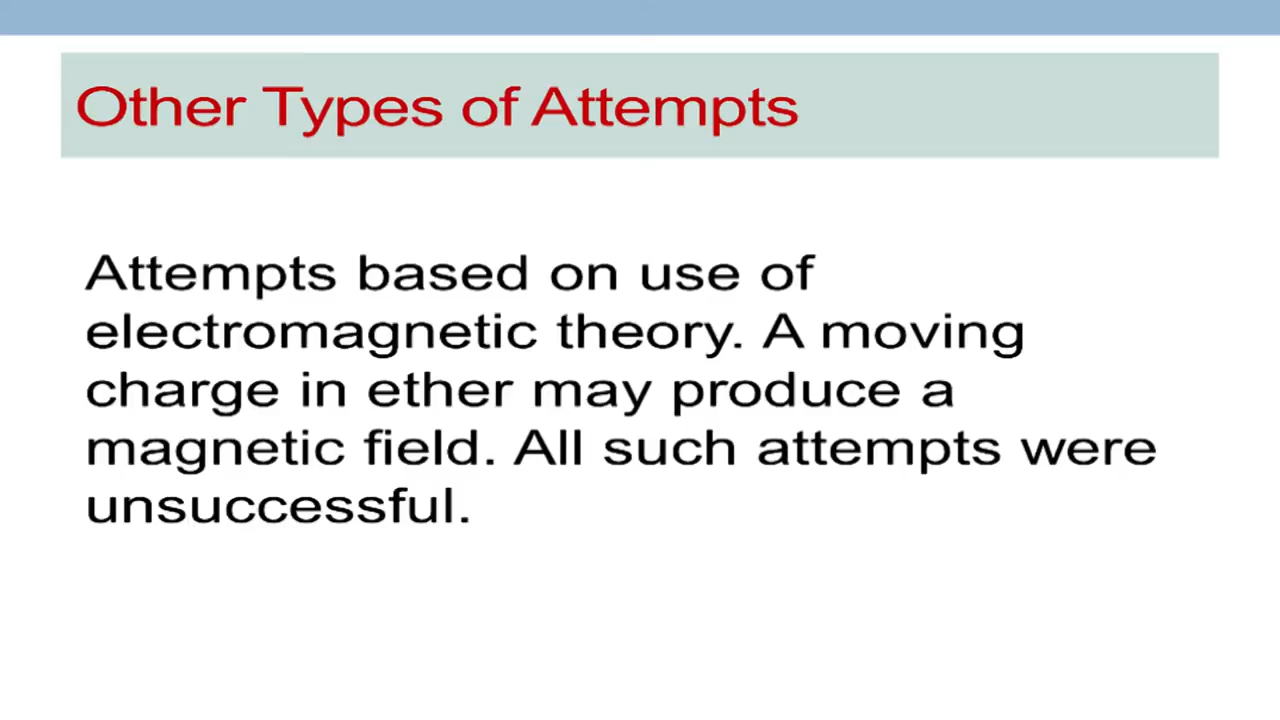 Other Types of Attempts
Attempts based on use of
electromagnetic theory. A moving
charge in ether may produce a
magnetic field. All such attempts were
unsuccessful.